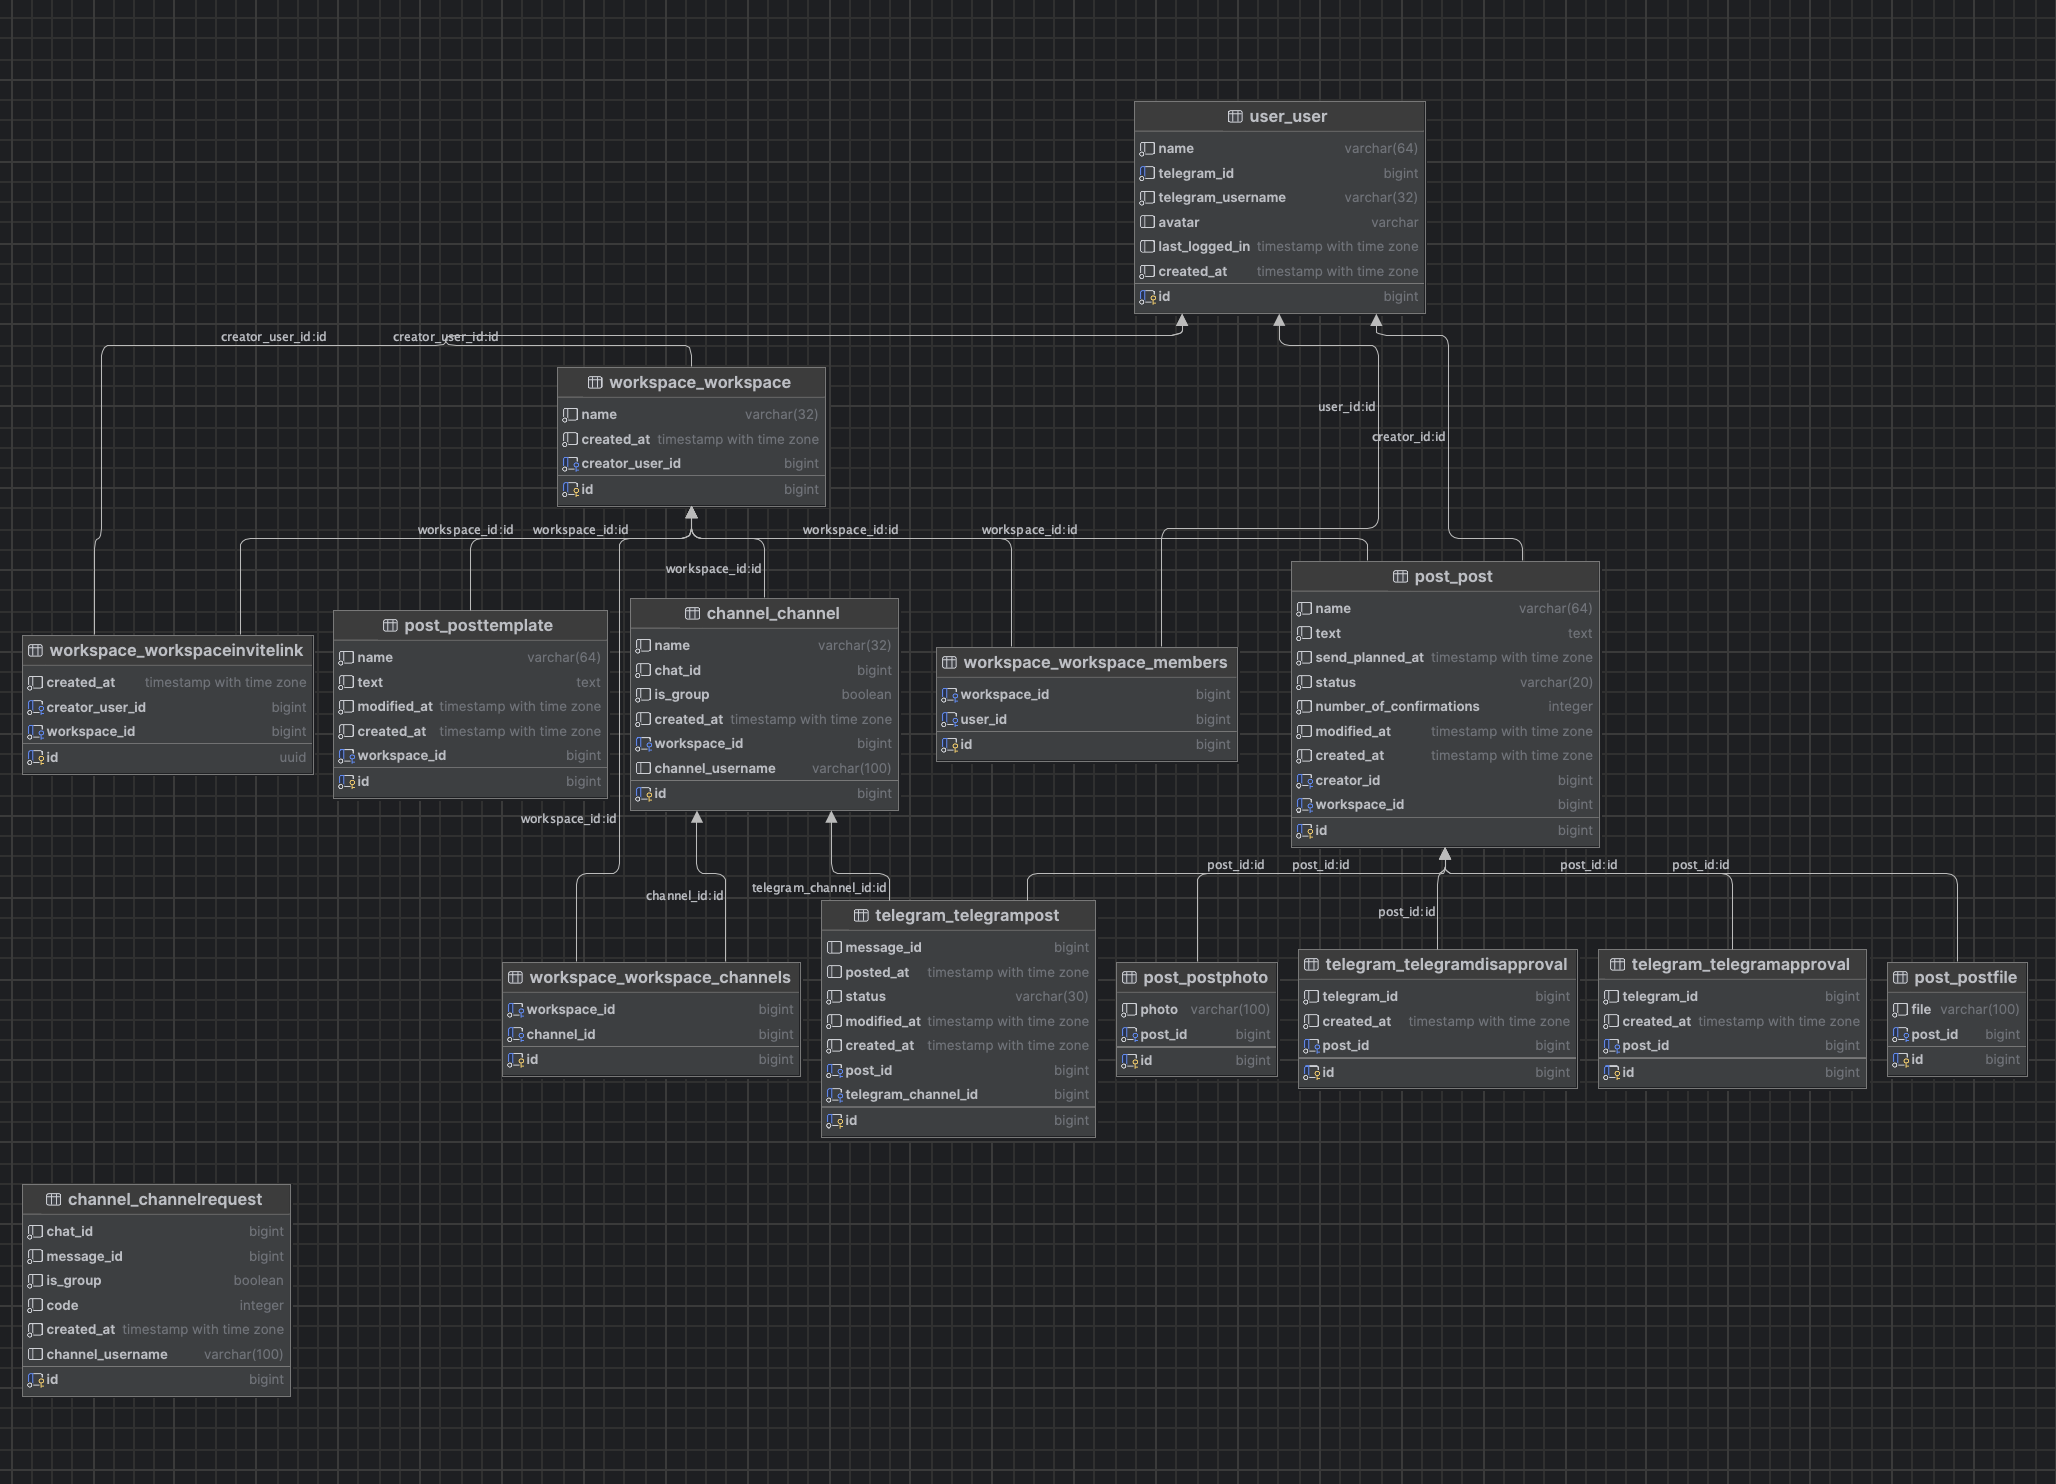 user_user
name varchar(64)
telegram_id bigint
telegram_username varchar(32)
avatar varchar
last_logged_in timestamp with time zone
created_at timestamp with time zone
id bigint
creator_user_id:id
creator_user_id:id
workspace_workspace
name varchar(32)
created_at timestamp with time zone
creator_user_id bigint
id bigint
user_id:id
creator_id:id
workspace_id:id
workspace_id:id
workspace_id:id
workspace_id:id
workspace_id:id
workspace_workspaceinvitelink
created_at timestamp with time zone
creator_user_id bigint
workspace_id bigint
id uuid
post_posttemplate
name varchar(64)
text text
modified_at timestamp with time zone
created_at timestamp with time zone
workspace_id bigint
id bigint
channel_channel
name varchar(32)
chat_id bigint
is_group boolean
created_at timestamp with time zone
workspace_id bigint
channel_username varchar(100)
id bigint
workspace_workspace_members
workspace_id bigint
user_id bigint
id bigint
post_post
name varchar(64)
text text
send_planned_at timestamp with time zone
status varchar(20)
number_of_confirmations integer
modified_at timestamp with time zone
created_at timestamp with time zone
creator_id bigint
workspace_id bigint
id bigint
workspace_id:id
channel_id:id
telegram_channel_id:id
post_id:id
post_id:id
post_id:id
post_id:id
post_id:id
workspace_workspace_channels
workspace_id bigint
channel_id bigint
id bigint
telegram_telegrampost
message_id bigint
posted_at timestamp with time zone
status varchar(30)
modified_at timestamp with time zone
created_at timestamp with time zone
post_id bigint
telegram_channel_id bigint
id bigint
post_postphoto
photo varchar(100)
post_id bigint
id bigint
telegram_telegramdisapproval
telegram_id bigint
created_at timestamp with time zone
post_id bigint
id bigint
telegram_telegramapproval
telegram_id bigint
created_at timestamp with time zone
post_id bigint
id bigint
post_postfile
file varchar(100)
post_id bigint
id bigint
channel_channelrequest
chat_id bigint
message_id bigint
is_group boolean
code integer
created_at timestamp with time zone
channel_username varchar(100)
id bigint